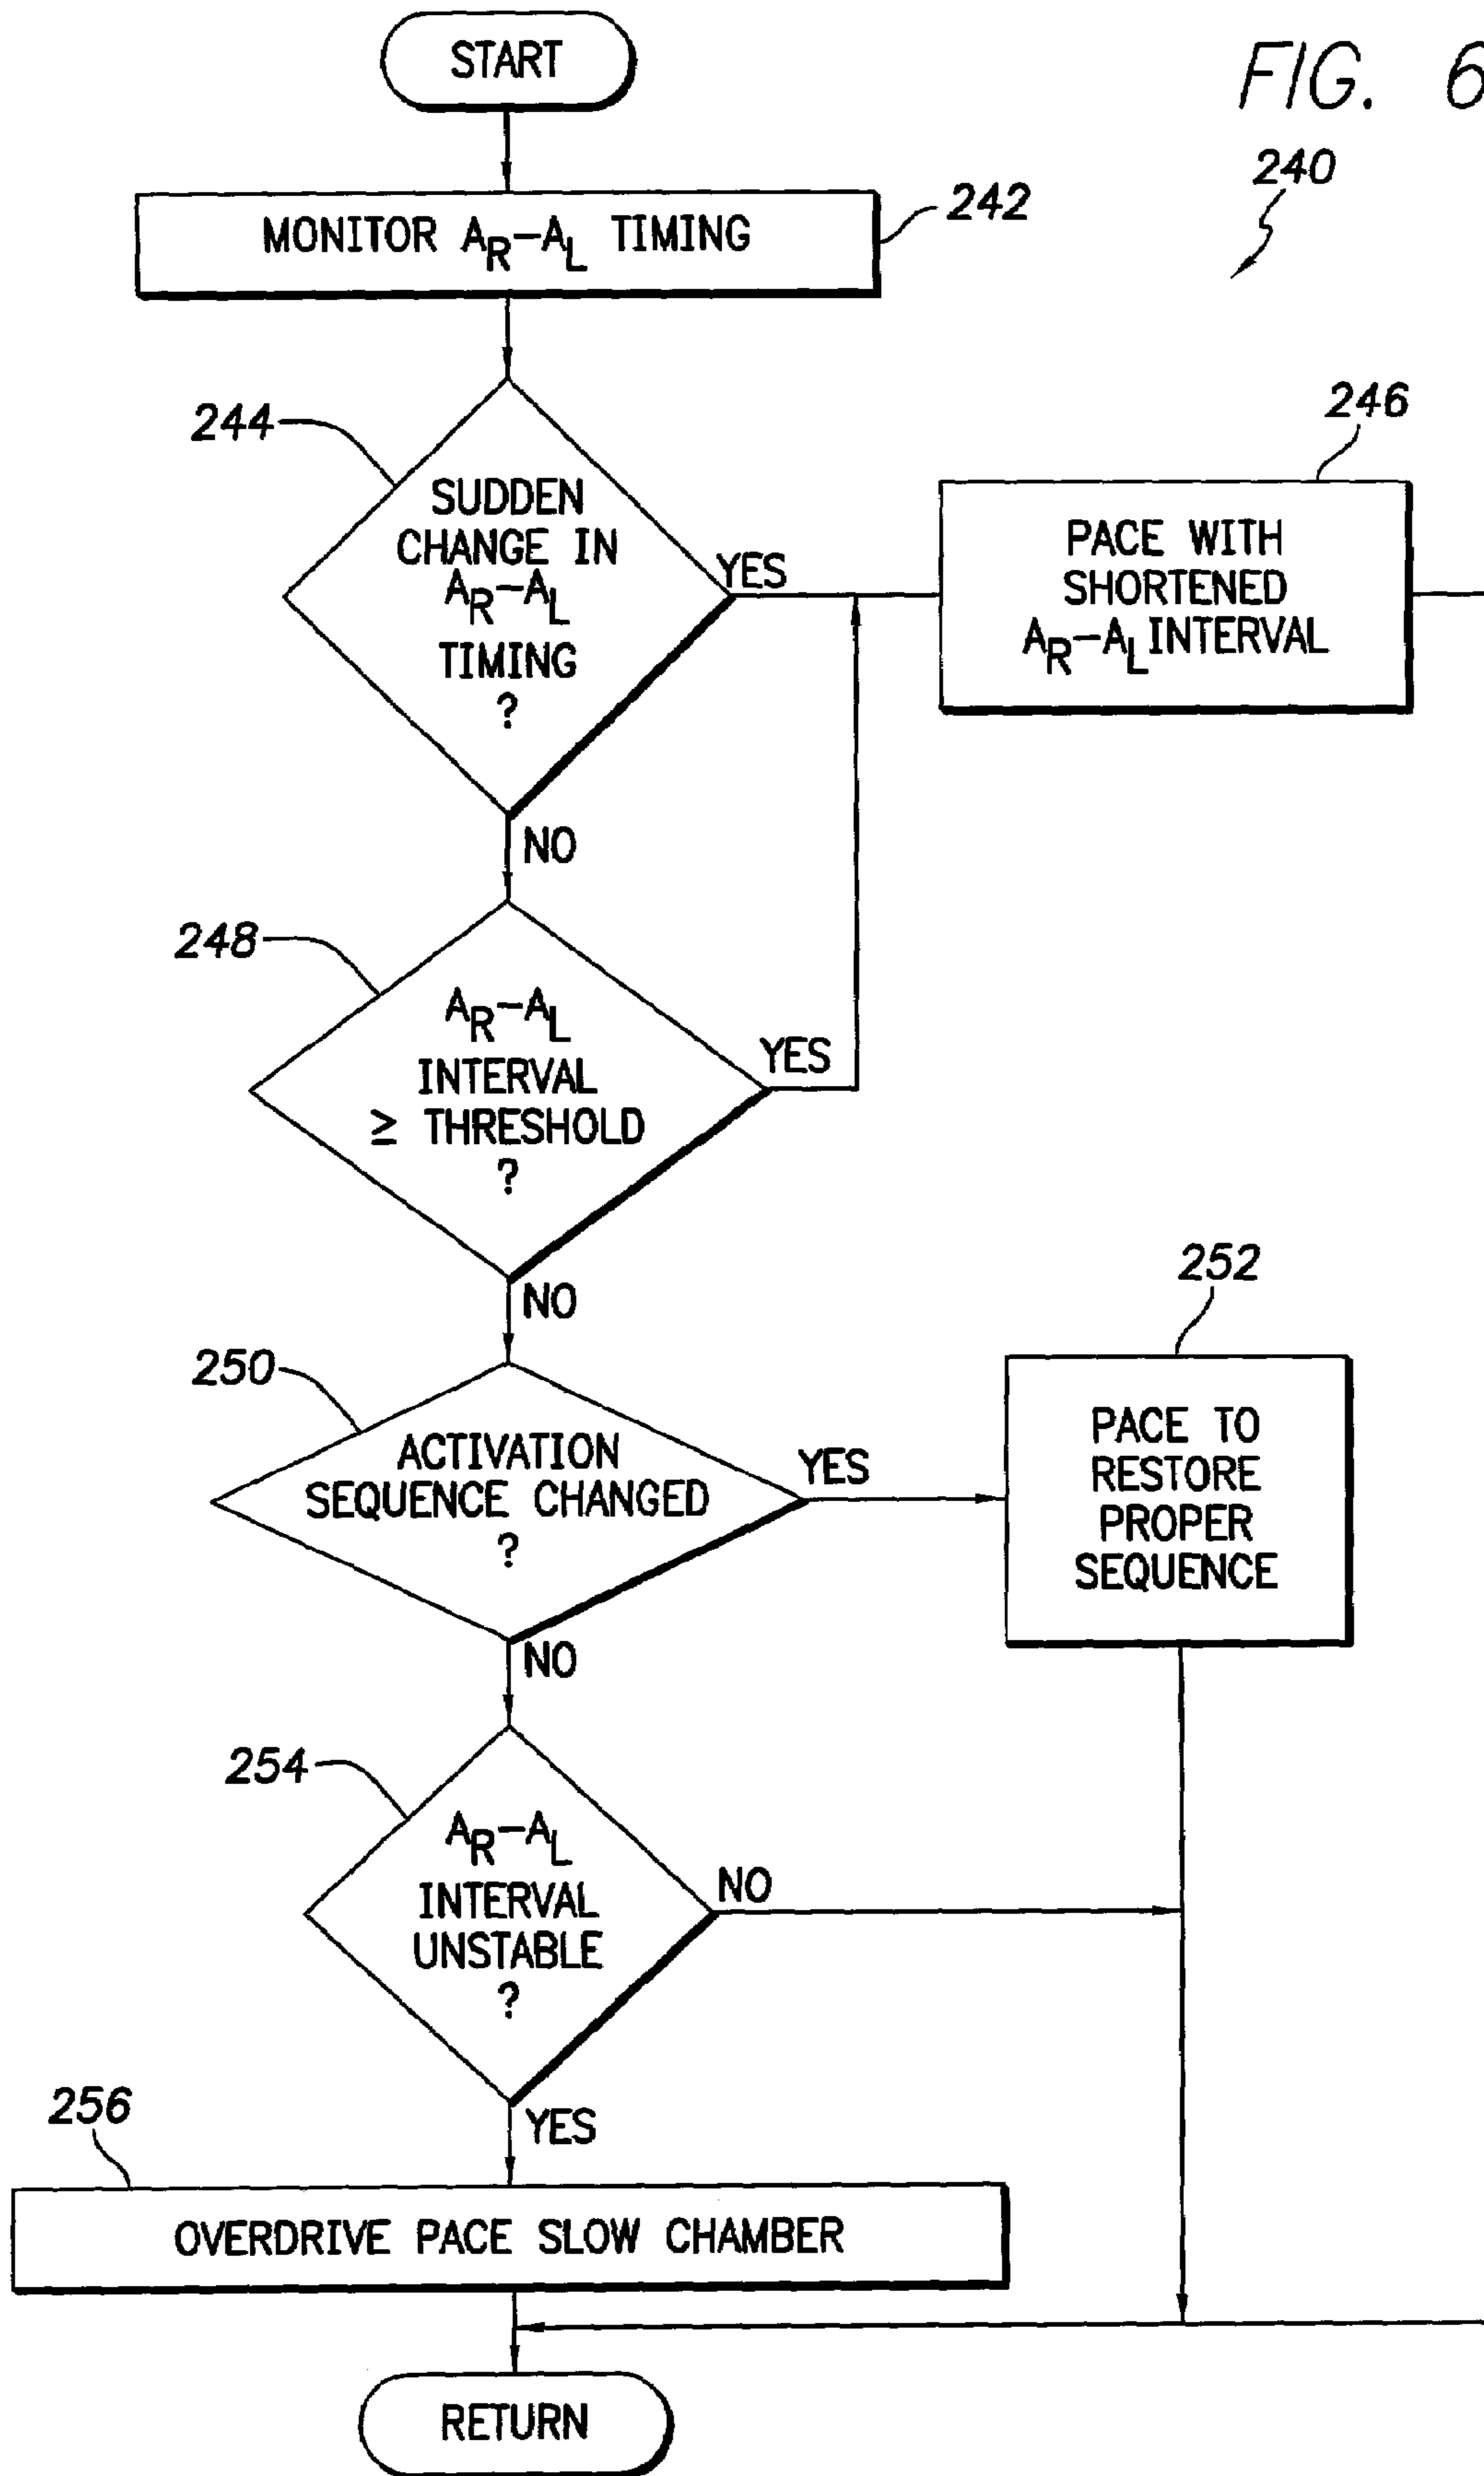 START
FIG. 6
240
MONITOR AR-AL TIMING
242
244
SUDDEN
CHANGE IN
AR-AL
TIMING
?
YES
246
PACE WITH
SHORTENED
AR-AL INTERVAL
NO
248
AR-AL
INTERVAL
≥ THRESHOLD
?
YES
NO
250
ACTIVATION
SEQUENCE CHANGED
?
YES
252
PACE TO
RESTORE
PROPER
SEQUENCE
NO
254
AR-AL
INTERVAL
UNSTABLE
?
NO
YES
256
OVERDRIVE PACE SLOW CHAMBER
RETURN